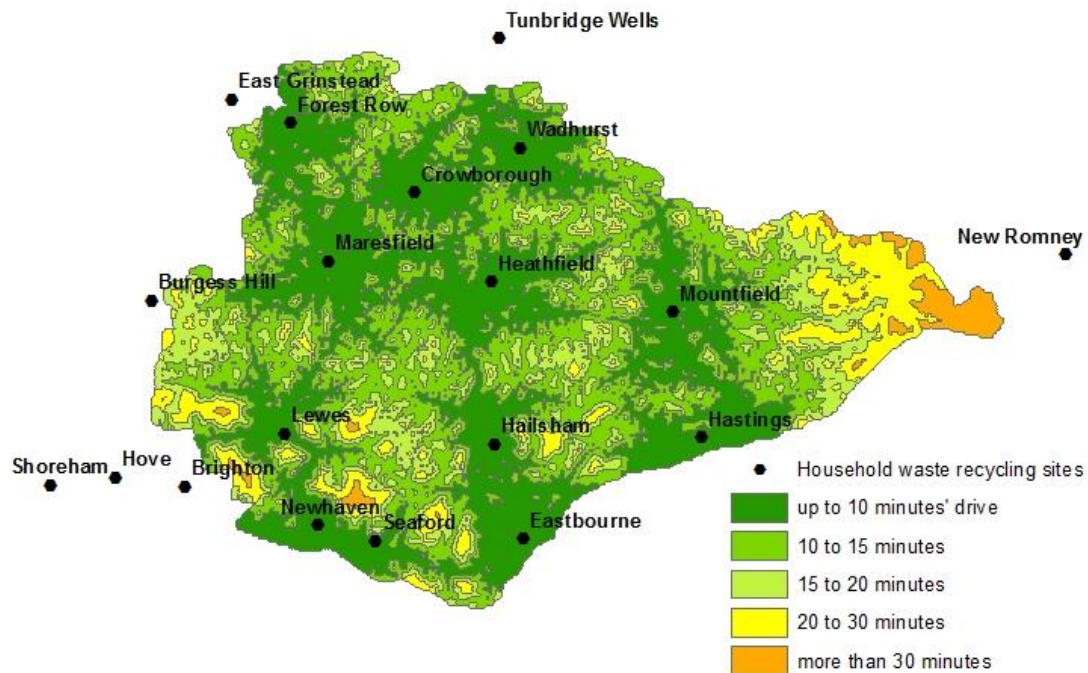 Tunbridge Wells
East Grinstead
Forest Row
Wadhurst
Crowborough
Maresfield
New Romney
Heathfield
Burgess Hill
Mountfield
Lewes
Hailsham
Hastings
Shoreham
Hove
Brighton
Newhaven
Seaford
Eastbourne
Household waste recycling sites
up to 10 minutes' drive
10 to 15 minutes
15 to 20 minutes
20 to 30 minutes
more than 30 minutes